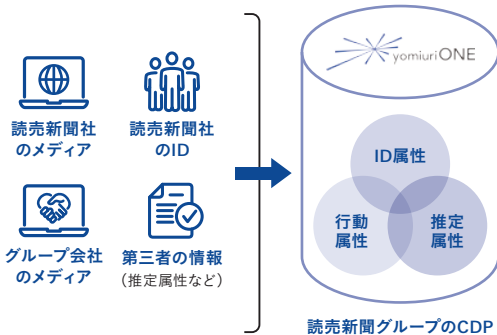 読売新聞社
のメディア
読売新聞社
のID
グループ会社
のメディア
第三者の情報
（推定属性など）
yomiuriONE
ID属性
行動
属性
推定
属性
読売新聞グループのCDP